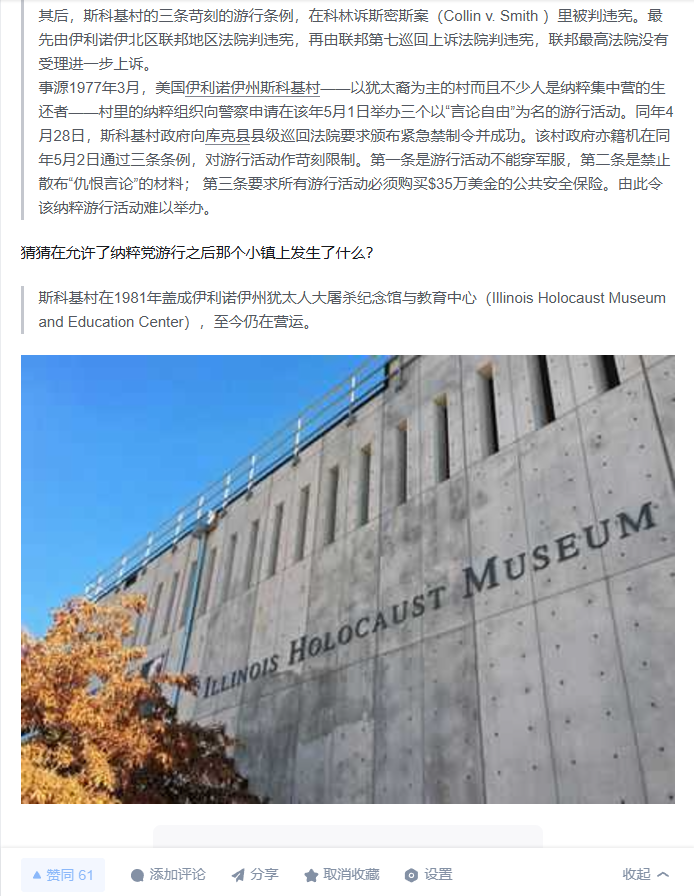 其后，斯科基村的三条苛刻的游行条例，在科林诉斯密斯案（Collin v. Smith ）里被判违宪。最
先由伊利诺伊北区联邦地区法院判违宪，再由联邦第七巡回上诉法院判违宪，联邦最高法院没有
受理进一步上诉。
事源1977年3月，美国伊利诺伊州斯科基村——以犹太裔为主的村而且不少人是纳粹集中营的生
还者——村里的纳粹组织向警察申请在该年5月1日举办三个以“言论自由”为名的游行活动。同年4
月28日，斯科基村政府向库克县县级巡回法院要求颁布紧急禁制令并成功。该村政府亦籍机在同
年5月2日通过三条条例，对游行活动作苛刻限制。第一条是游行活动不能穿军服，第二条是禁止
散布“仇恨言论”的材料； 第三条要求所有游行活动必须购买$35万美金的公共安全保险。由此令
该纳粹游行活动难以举办。
猜猜在允许了纳粹党游行之后那个小镇上发生了什么？
斯科基村在1981年盖成伊利诺伊州犹太人大屠杀纪念馆与教育中心（Illinois Holocaust Museum
and Education Center），至今仍在营运。
ILLINOIS HOLOCAUST MUSEUM
赞同 61 添加评论 分享 取消收藏 设置 收起